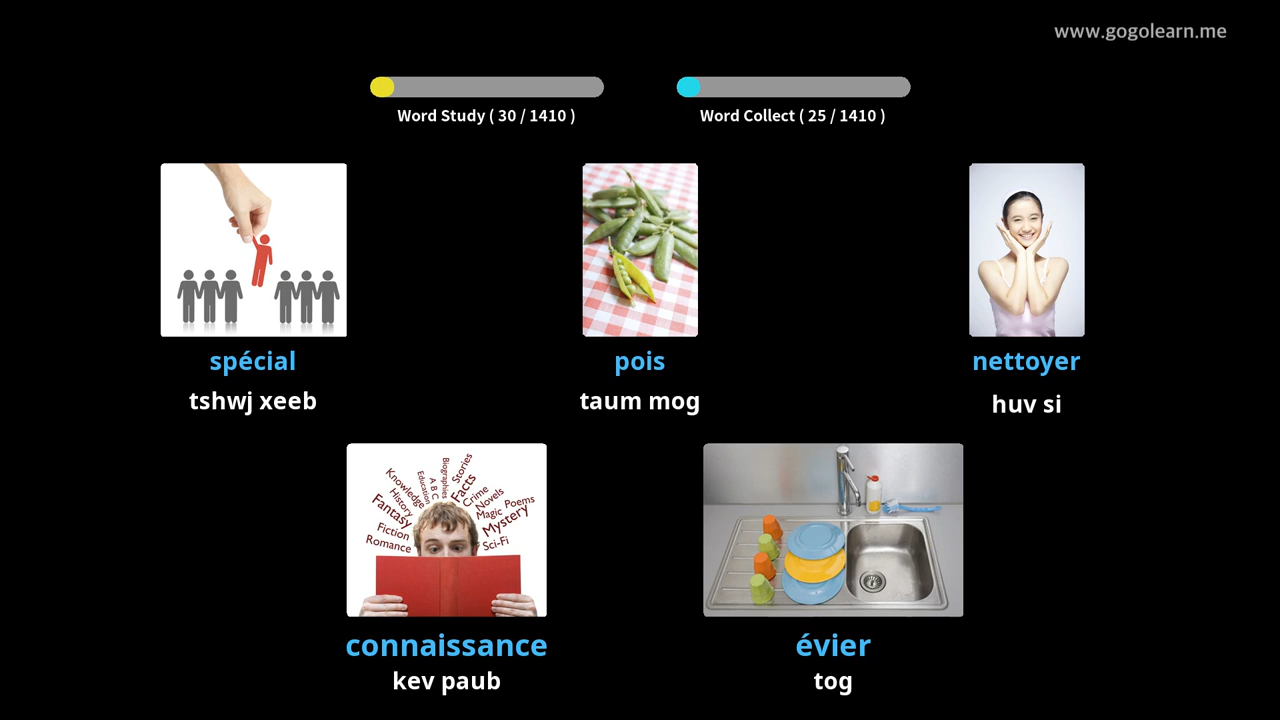 www.gogolearn.me
Word Study ( 30 / 1410 )
Word Collect ( 25 / 1410 )
spécial
pois
nettoyer
tshwj xeeb
taum mog
huv si
Knowledge
History
Fantasy
Fiction
Romance
Education
A B C
Biographies
Stories
Facts
Crime
Novels
Magic
Poems
Mystery
Sci-Fi
connaissance
évier
kev paub
tog